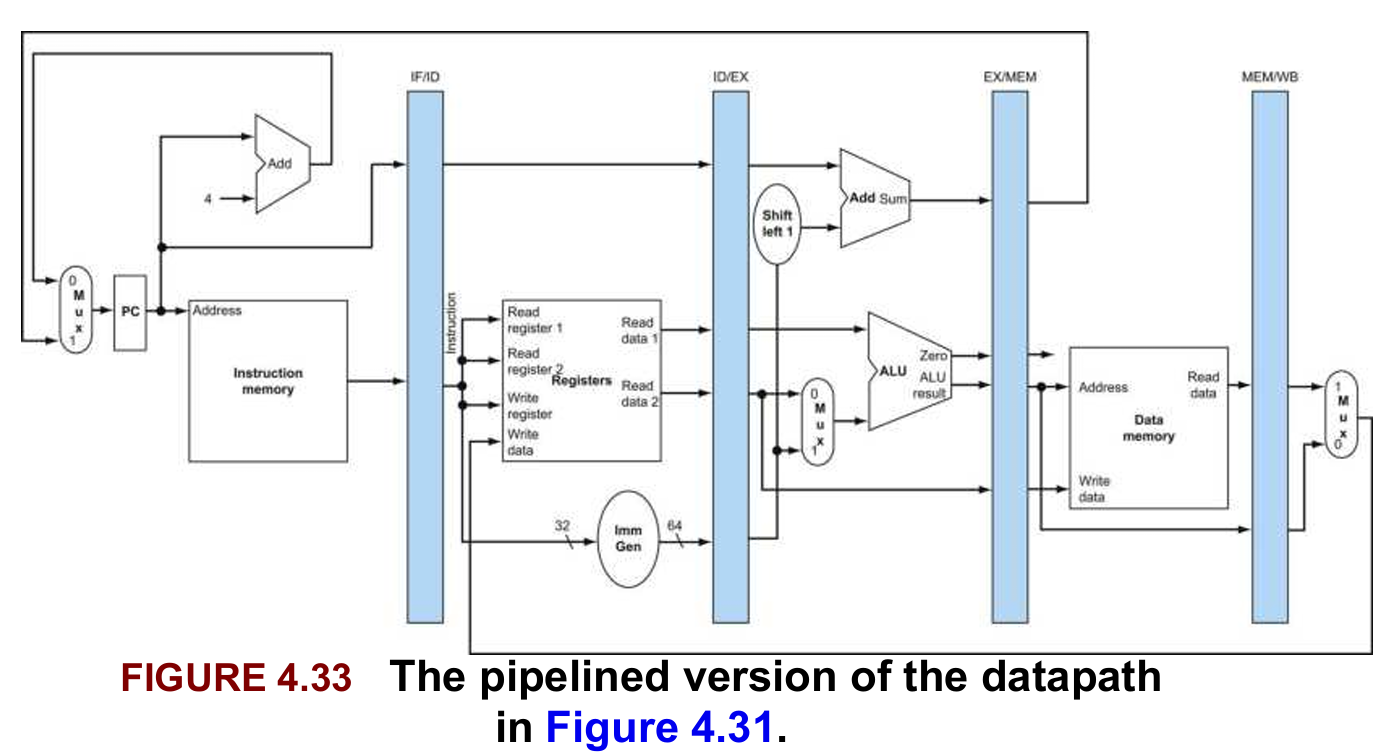 IF/ID
ID/EX
EX/MEM
MEM/WB
Add
4
Add Sum
Shift
left 1
0
M
u
x
1
PC
Address
Instruction
memory
Instruction
Read
register 1
Read
register 2
Registers
Write
register
Write
data
Read
data 1
Read
data 2
0
M
u
x
1
ALU
Zero
ALU
result
Address
Read
data
Data
memory
Write
data
1
M
u
x
0
32
Imm
Gen
64
FIGURE 4.33 The pipelined version of the datapath
in Figure 4.31.